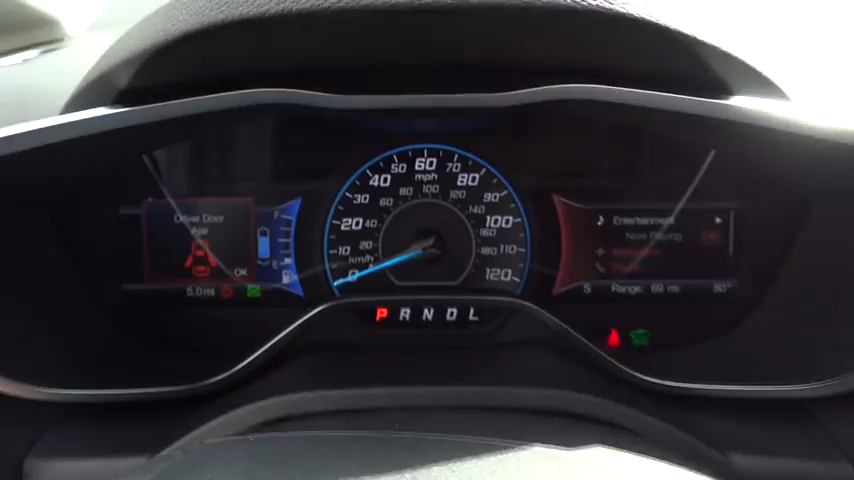 Driver Door
Ajar
OK
5.0 mi
F
E
0 10 20 30 40 50 60 70 80 90 100 110 120
mph
20 40 60 80 100 120 140 160 180 200
km/h
P R N D L
Entertainment
Now Playing
S
Range: 69 mi